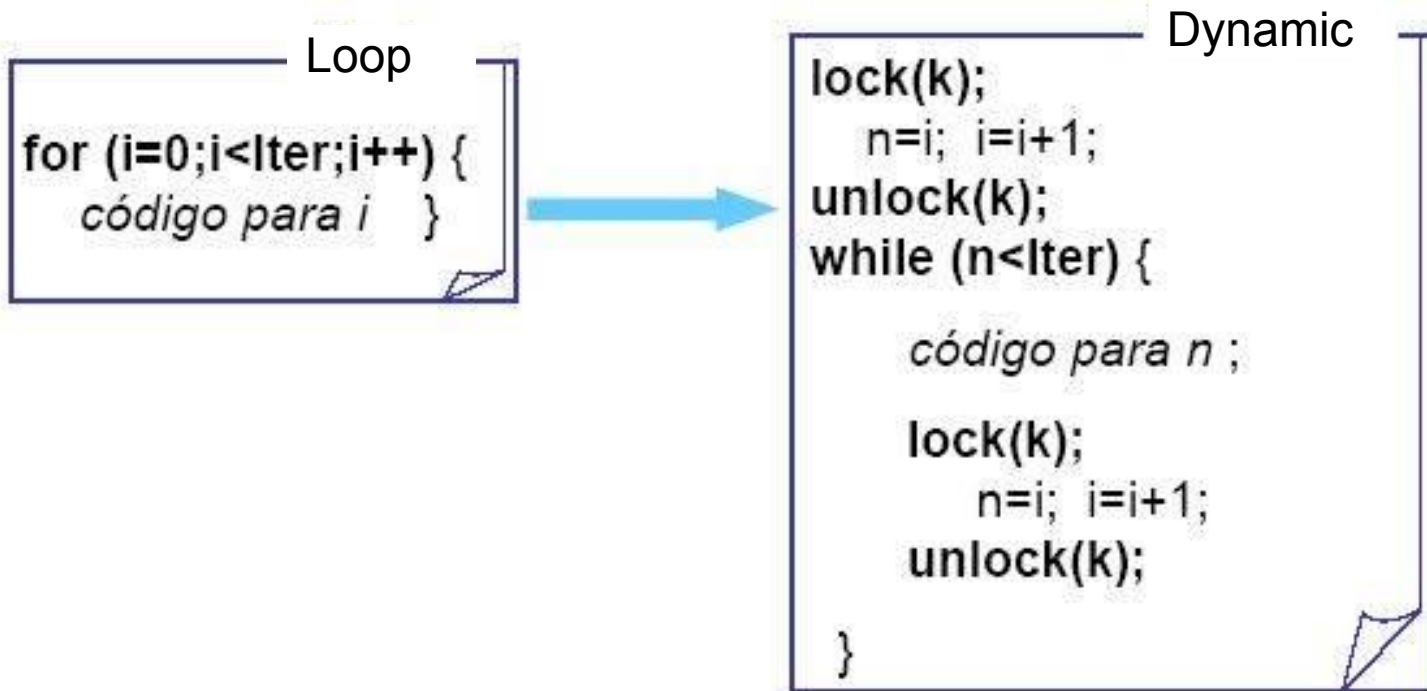 Loop
for (i=0;i<Iter;i++) {
código para i }
Dynamic
lock(k);
n=i; i=i+1;
unlock(k);
while (n<Iter) {
código para n ;
lock(k);
n=i; i=i+1;
unlock(k);
}